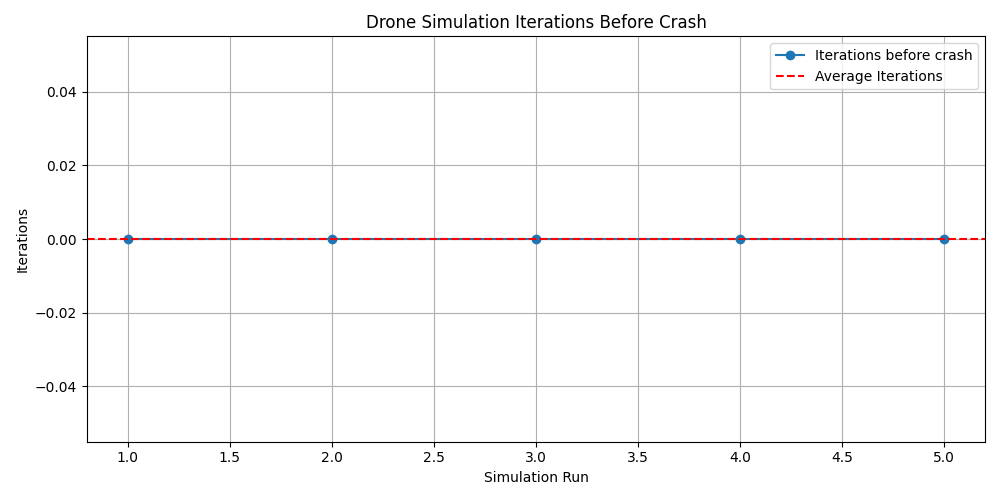 Drone Simulation Iterations Before Crash
Iterations before crash
Average Iterations
0.04
0.02
0.00
−0.02
−0.04
Iterations
1.0 1.5 2.0 2.5 3.0 3.5 4.0 4.5 5.0
Simulation Run